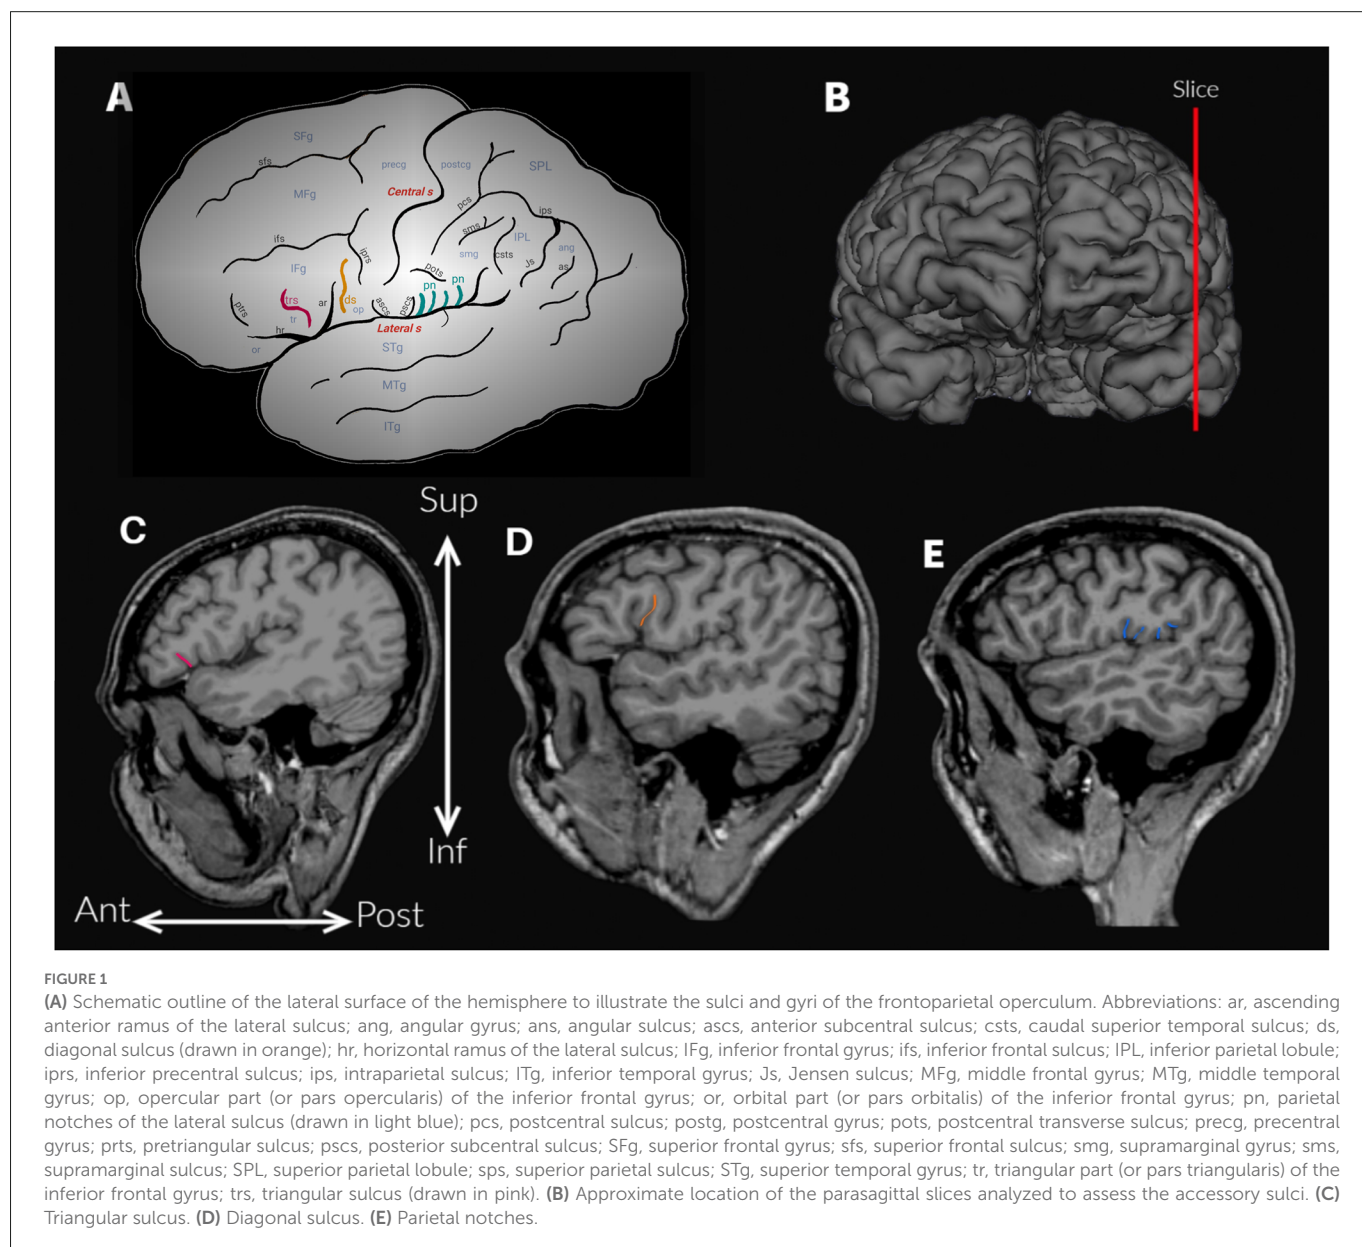 A
SFg
sfs
precg
postcg
SPL
MFg
Central s
pcs
ips
sms
IPL
ifs
iprs
smg
csts
ang
IFg
pots
Js
as
pn
pn
ptrs
trs
ar
ds
ascs
pscs
tr
op
hr
Lateral s
or
STg
MTg
ITg
B
Slice
C
Sup
Inf
Ant
Post
D
E
FIGURE 1
(A) Schematic outline of the lateral surface of the hemisphere to illustrate the sulci and gyri of the frontoparietal operculum. Abbreviations: ar, ascending
anterior ramus of the lateral sulcus; ang, angular gyrus; ans, angular sulcus; ascs, anterior subcentral sulcus; csts, caudal superior temporal sulcus; ds,
diagonal sulcus (drawn in orange); hr, horizontal ramus of the lateral sulcus; IFg, inferior frontal gyrus; ifs, inferior frontal sulcus; IPL, inferior parietal lobule;
iprs, inferior precentral sulcus; ips, intraparietal sulcus; ITg, inferior temporal gyrus; Js, Jensen sulcus; MFg, middle frontal gyrus; MTg, middle temporal
gyrus; op, opercular part (or pars opercularis) of the inferior frontal gyrus; or, orbital part (or pars orbitalis) of the inferior frontal gyrus; pn, parietal
notches of the lateral sulcus (drawn in light blue); pcs, postcentral sulcus; postg, postcentral gyrus; pots, postcentral transverse sulcus; precg, precentral
gyrus; prts, pretriangular sulcus; pscs, posterior subcentral sulcus; SFg, superior frontal gyrus; sfs, superior frontal sulcus; smg, supramarginal gyrus; sms,
supramarginal sulcus; SPL, superior parietal lobule; sps, superior parietal sulcus; STg, superior temporal gyrus; tr, triangular part (or pars triangularis) of the
inferior frontal gyrus; trs, triangular sulcus (drawn in pink). (B) Approximate location of the parasagittal slices analyzed to assess the accessory sulci. (C)
Triangular sulcus. (D) Diagonal sulcus. (E) Parietal notches.